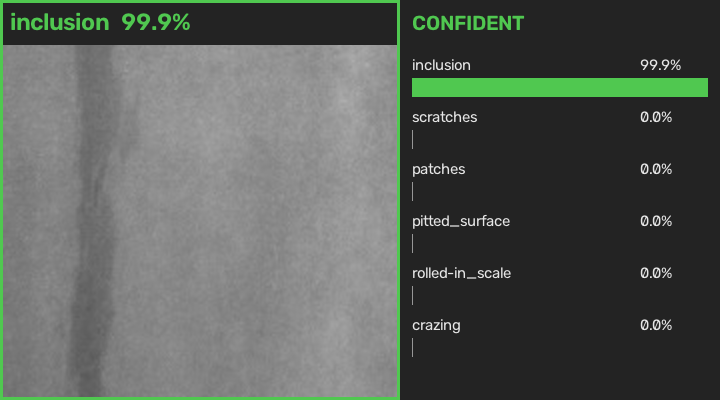 inclusion 99.9%
CONFIDENT
inclusion 99.9%
scratches 0.0%
patches 0.0%
pitted_surface 0.0%
rolled-in_scale 0.0%
crazing 0.0%